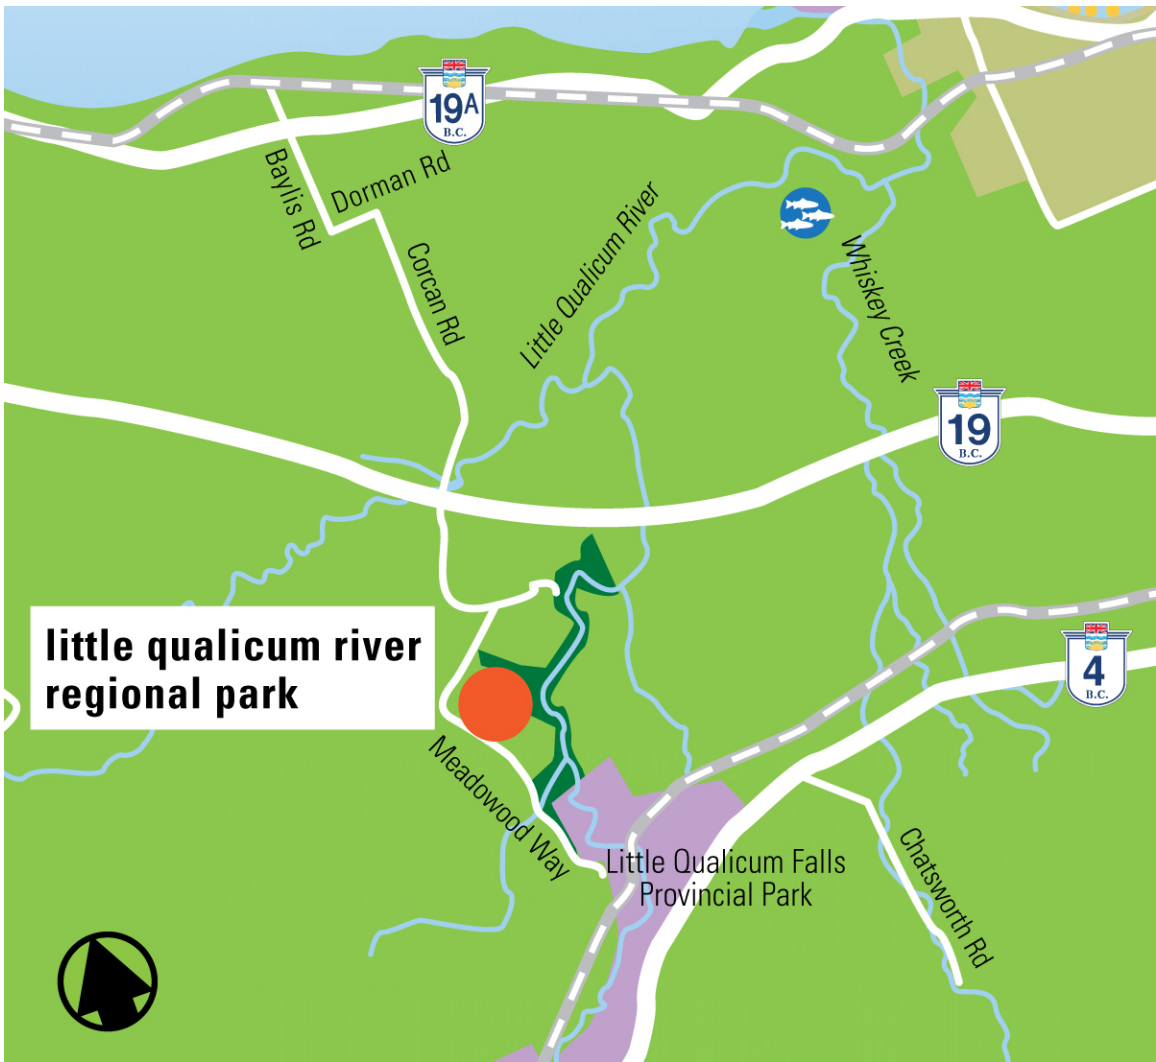 19A
B.C.
Baylis Rd
Dorman Rd
Corcan Rd
Little Qualicum River
Whiskey Creek
19
B.C.
little qualicum river
regional park
4
B.C.
Meadowood Way
Little Qualicum Falls
Provincial Park
Chatsworth Rd